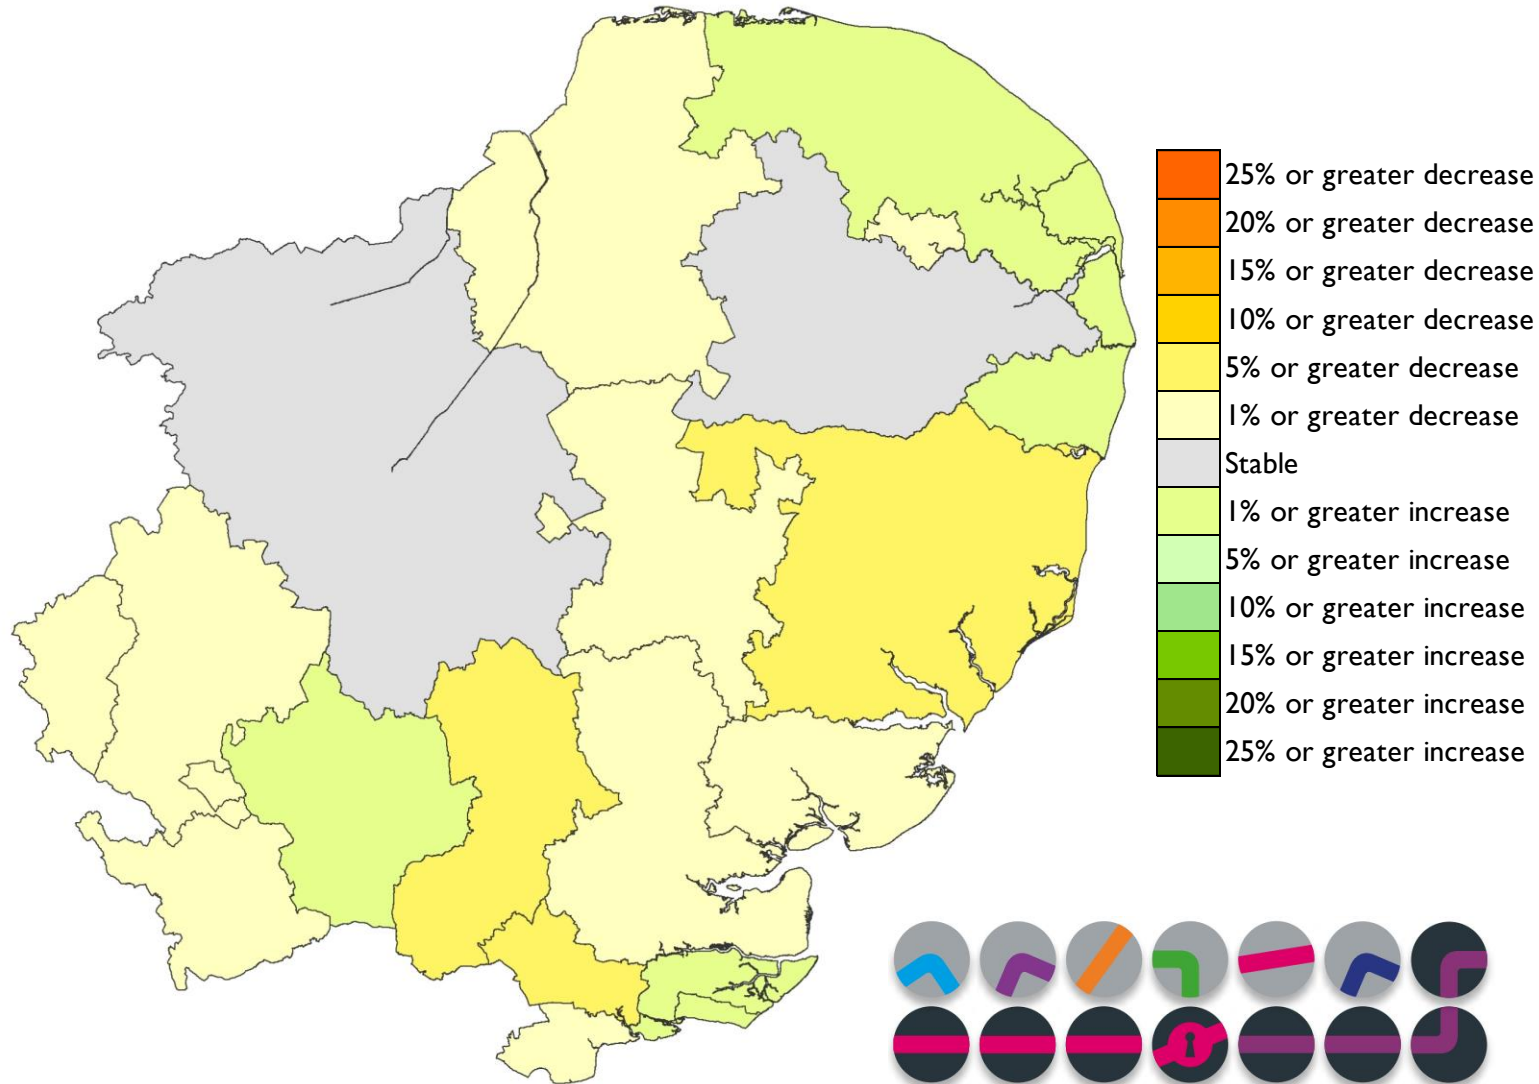 25% or greater decrease
20% or greater decrease
15% or greater decrease
10% or greater decrease
5% or greater decrease
1% or greater decrease
Stable
1% or greater increase
5% or greater increase
10% or greater increase
15% or greater increase
20% or greater increase
25% or greater increase